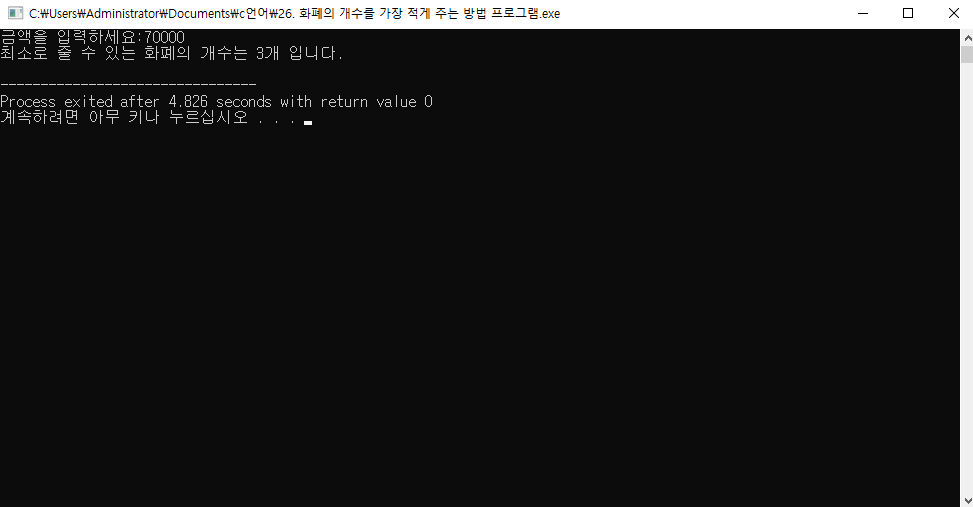 C:₩Users₩Administrator₩Documents₩c언어₩26. 화폐의 개수를 가장 적게 주는 방법 프로그램.exe
금액을 입력하세요:70000
최소로 줄 수 있는 화폐의 개수는 3개 입니다.
--------------------------------
Process exited after 4.826 seconds with return value 0
계속하려면 아무 키나 누르십시오 . . .